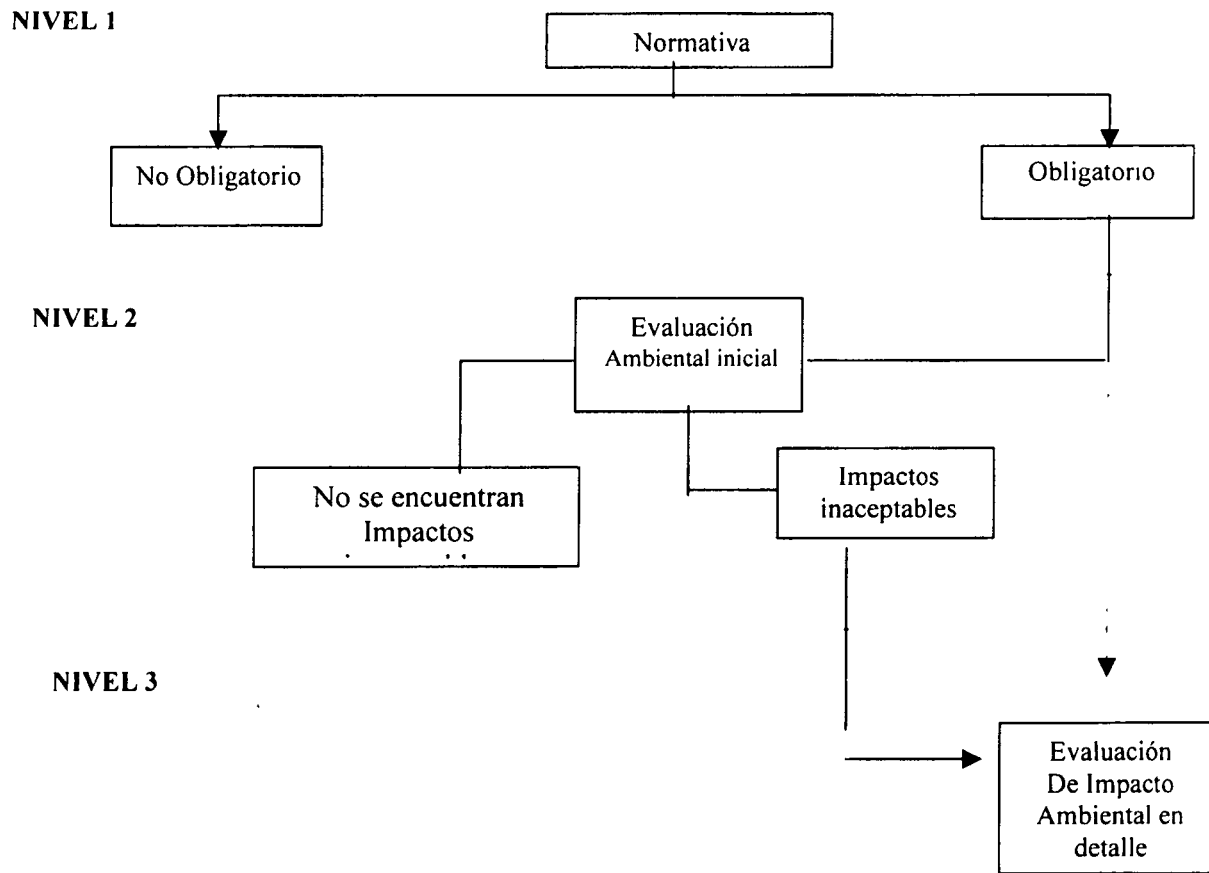 NIVEL 1
Normativa
No Obligatorio
Obligatorio
NIVEL 2
Evaluación
Ambiental inicial
No se encuentran
Impactos
Impactos
inaceptables
NIVEL 3
Evaluación
De Impacto
Ambiental en
detalle